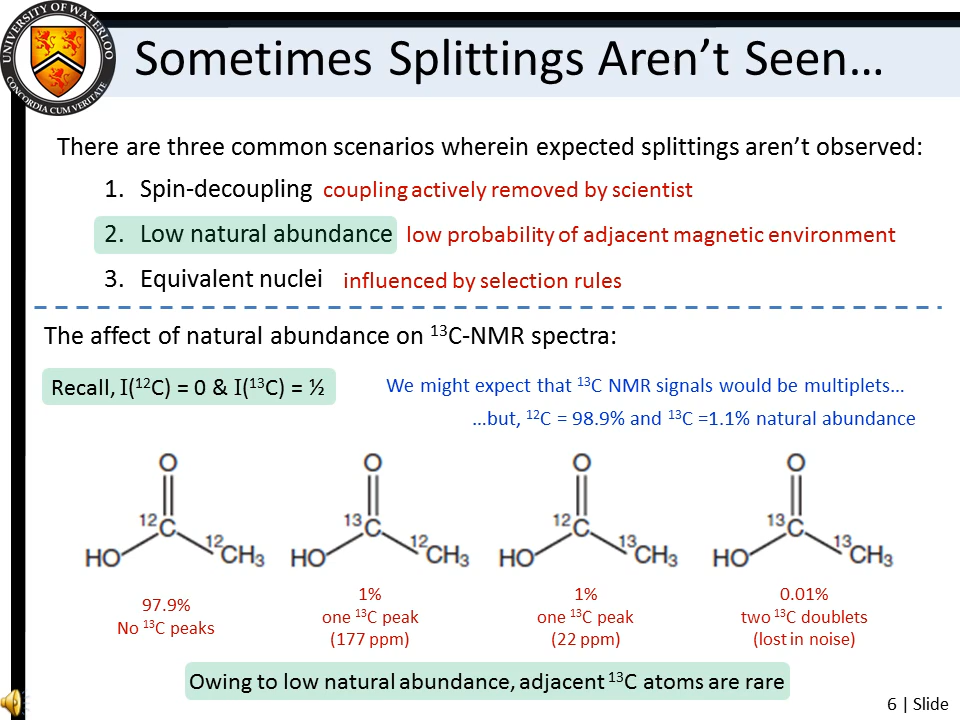 UNIVERSITY OF WATERLOO
CONCORDIA CUM VERITATE
Sometimes Splittings Aren’t Seen…
There are three common scenarios wherein expected splittings aren’t observed:
1. Spin-decoupling coupling actively removed by scientist
2. Low natural abundance low probability of adjacent magnetic environment
3. Equivalent nuclei influenced by selection rules
The affect of natural abundance on ¹³C-NMR spectra:
Recall, I(¹²C) = 0 & I(¹³C) = ½
We might expect that ¹³C NMR signals would be multiplets…
…but, ¹²C = 98.9% and ¹³C =1.1% natural abundance
O
¹²C
HO ¹²CH₃
97.9%
No ¹³C peaks
O
¹³C
HO ¹²CH₃
1%
one ¹³C peak
(177 ppm)
O
¹²C
HO ¹³CH₃
1%
one ¹³C peak
(22 ppm)
O
¹³C
HO ¹³CH₃
0.01%
two ¹³C doublets
(lost in noise)
Owing to low natural abundance, adjacent ¹³C atoms are rare
6 | Slide